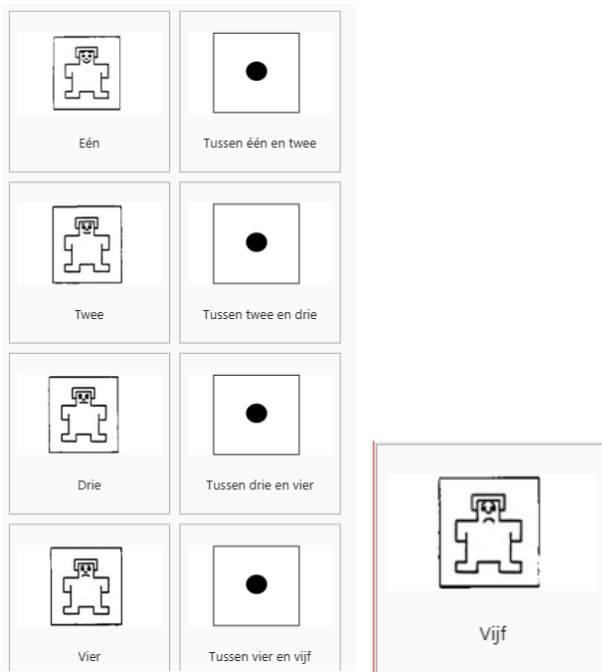 Eén
Tussen één en twee
Twee
Tussen twee en drie
Drie
Tussen drie en vier
Vier
Tussen vier en vijf
Vijf